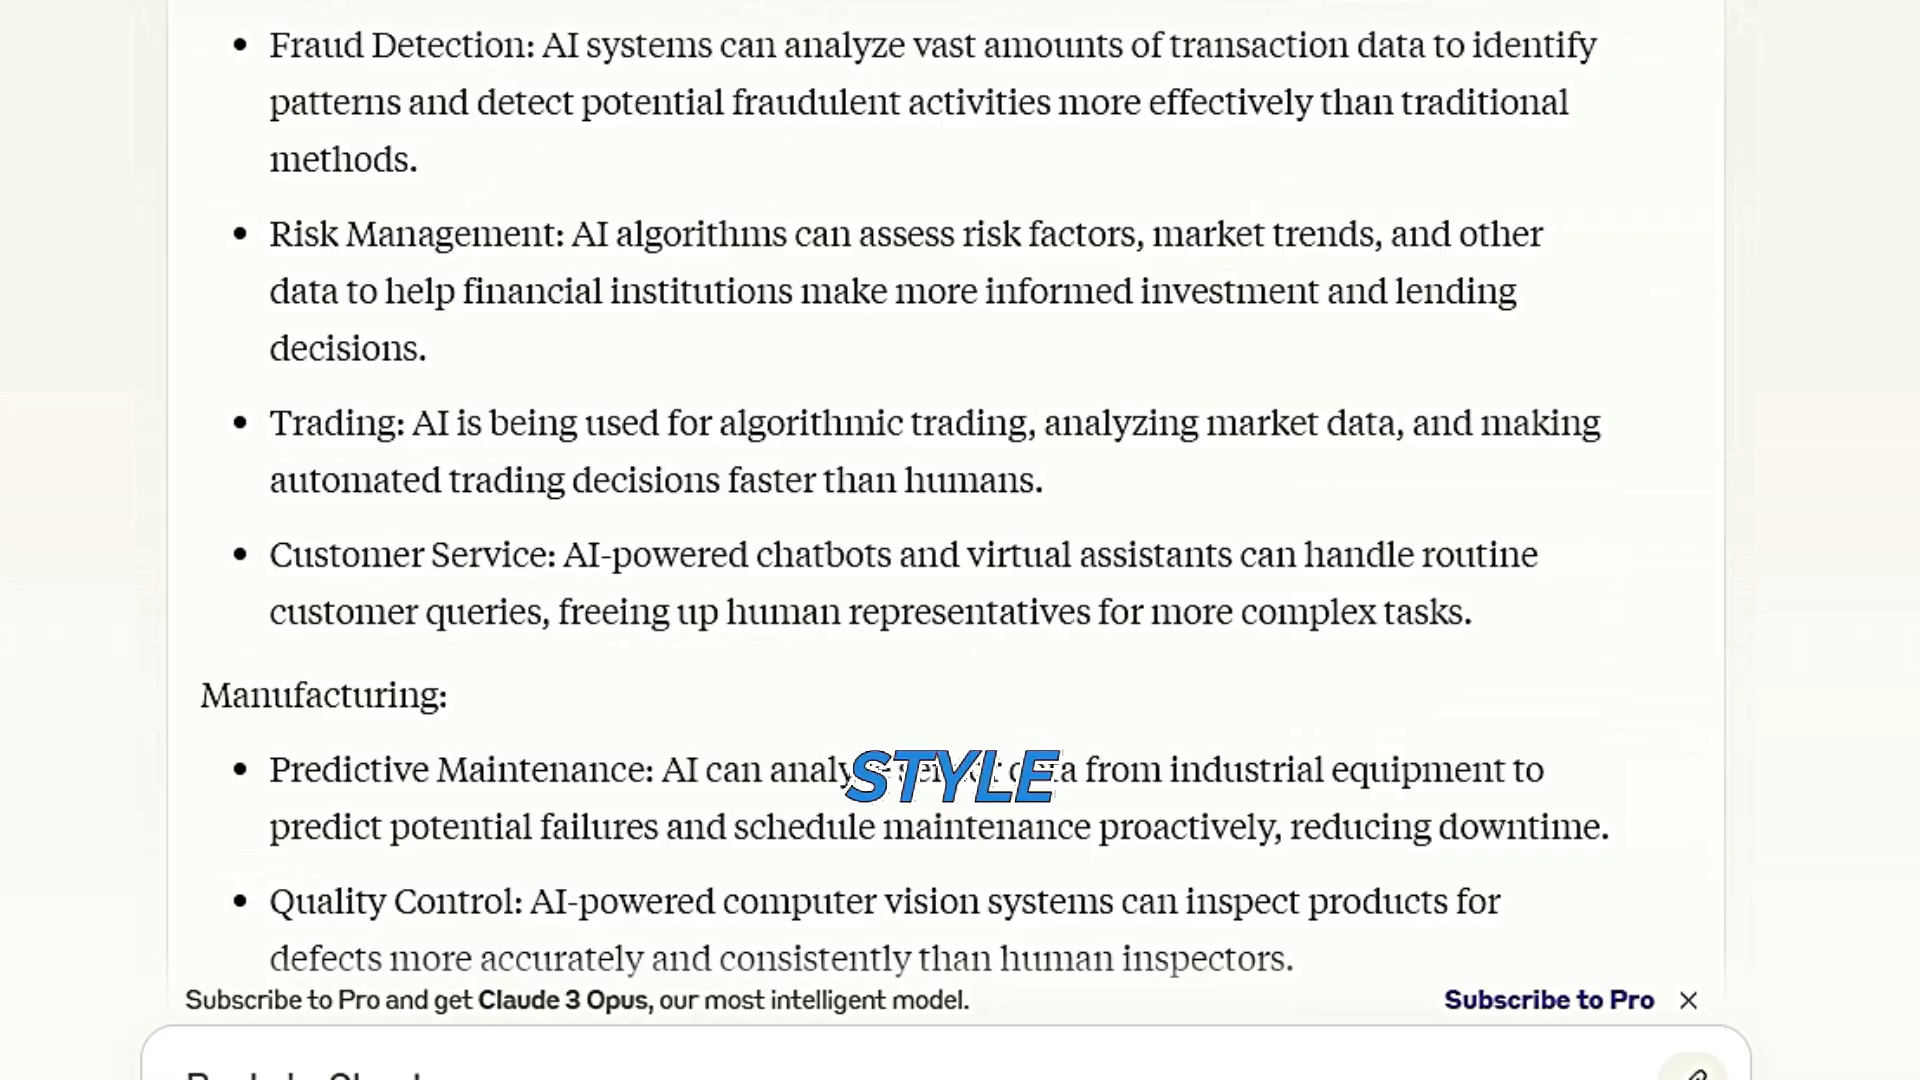 Fraud Detection: AI systems can analyze vast amounts of transaction data to identify
patterns and detect potential fraudulent activities more effectively than traditional
methods.
Risk Management: AI algorithms can assess risk factors, market trends, and other
data to help financial institutions make more informed investment and lending
decisions.
Trading: AI is being used for algorithmic trading, analyzing market data, and making
automated trading decisions faster than humans.
Customer Service: AI-powered chatbots and virtual assistants can handle routine
customer queries, freeing up human representatives for more complex tasks.
Manufacturing:
Predictive Maintenance: AI can from industrial equipment to
STYLE
predict potential failures and schedule maintenance proactively, reducing downtime.
Quality Control: AI-powered computer vision systems can inspect products for
defects more accurately and consistently than human inspectors.
Subscribe to Pro and get Claude 3 Opus, our most intelligent model.
Subscribe to Pro